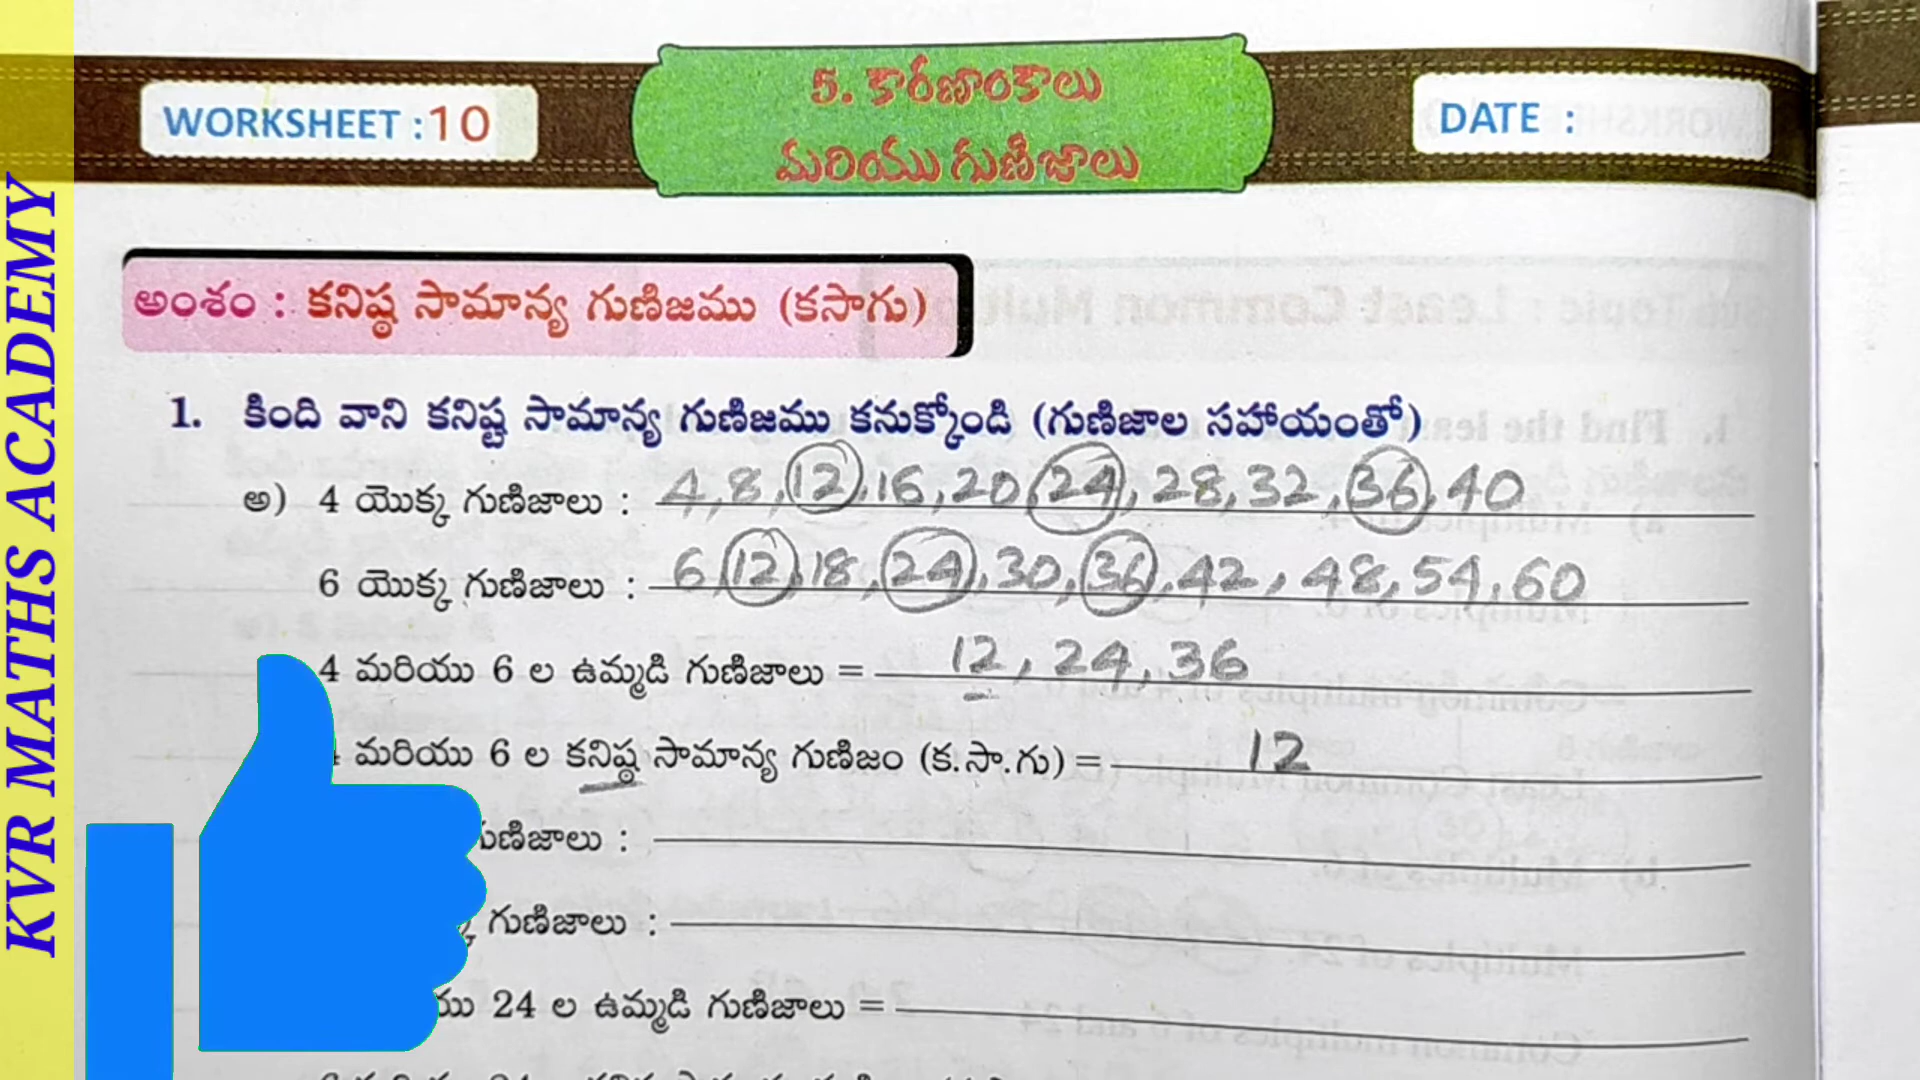 KVR MATHS ACADEMY
WORKSHEET : 10
5. కారణాంకాలు
మరియు గుణిజాలు
DATE :
అంశం : కనిష్ఠ సామాన్య గుణిజము (కసాగు)
1. కింది వాని కనిష్ట సామాన్య గుణిజము కనుక్కోండి (గుణిజాల సహాయంతో)
అ) 4 యొక్క గుణిజాలు : 4, 8, 12, 16, 20, 24, 28, 32, 36, 40
6 యొక్క గుణిజాలు : 6, 12, 18, 24, 30, 36, 42, 48, 54, 60
4 మరియు 6 ల ఉమ్మడి గుణిజాలు = 12, 24, 36
మరియు 6 ల కనిష్ఠ సామాన్య గుణిజం (క.సా.గు) = 12
గుణిజాలు :
గుణిజాలు :
24 ల ఉమ్మడి గుణిజాలు =